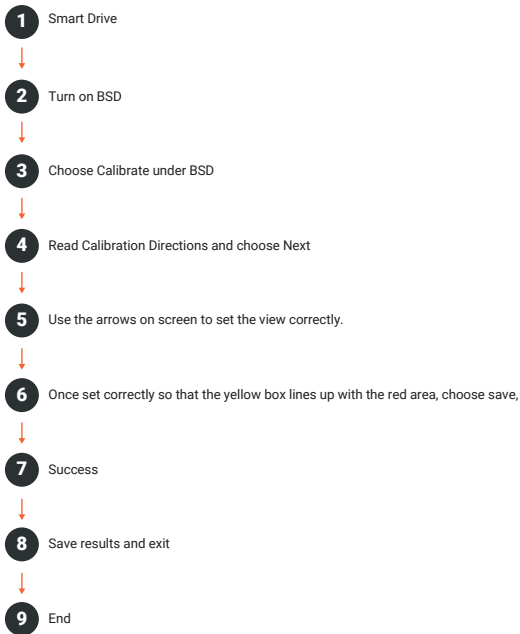 1 Smart Drive
2 Turn on BSD
3 Choose Calibrate under BSD
4 Read Calibration Directions and choose Next
5 Use the arrows on screen to set the view correctly.
6 Once set correctly so that the yellow box lines up with the red area, choose save,
7 Success
8 Save results and exit
9 End